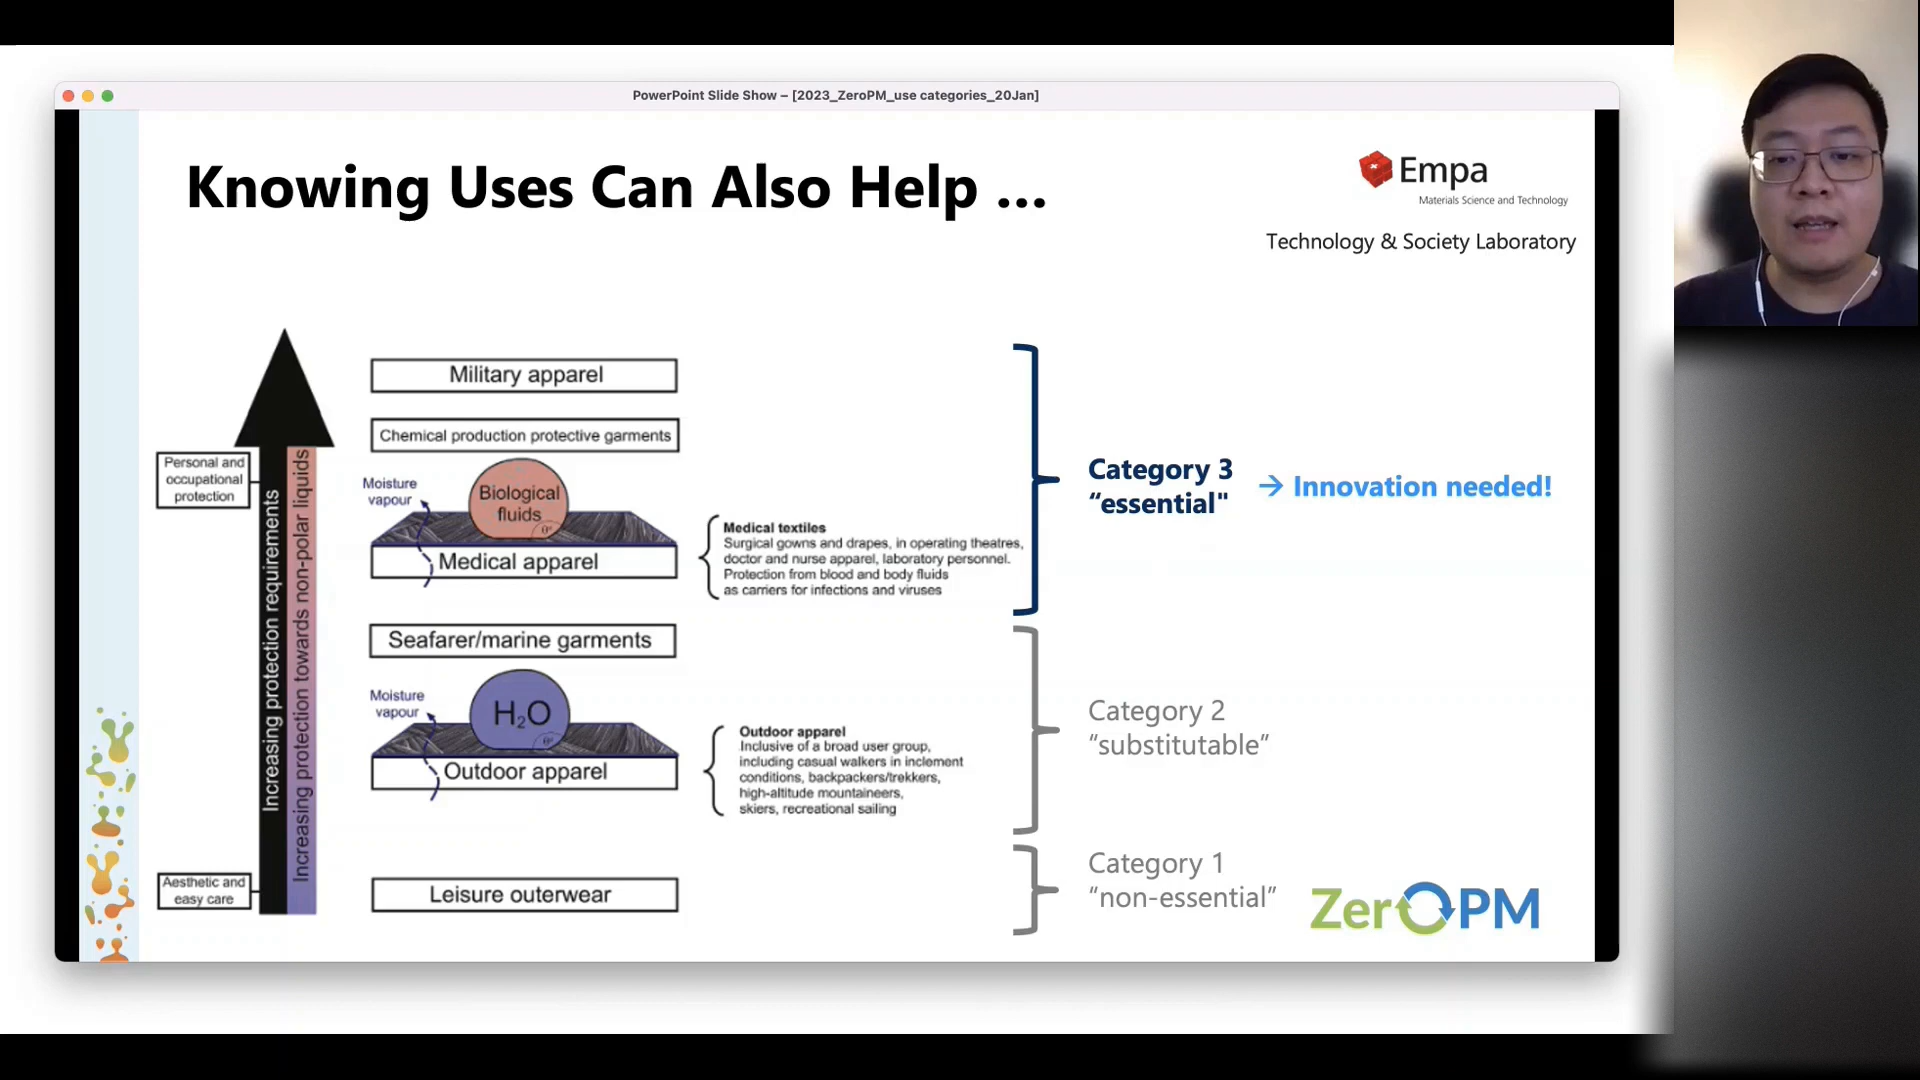 PowerPoint Slide Show – [2023_ZeroPM_use categories_20Jan]
Knowing Uses Can Also Help ...
Empa
Materials Science and Technology
Technology & Society Laboratory
Personal and
occupational
protection
Increasing protection requirements
Increasing protection towards non-polar liquids
Aesthetic and
easy care
Military apparel
Chemical production protective garments
Moisture
vapour
Biological
fluids
θ°
Medical apparel
Medical textiles
Surgical gowns and drapes, in operating theatres,
doctor and nurse apparel, laboratory personnel.
Protection from blood and body fluids
as carriers for infections and viruses
Seafarer/marine garments
Moisture
vapour
H₂O
θ°
Outdoor apparel
Outdoor apparel
Inclusive of a broad user group,
including casual walkers in inclement
conditions, backpackers/trekkers,
high-altitude mountaineers,
skiers, recreational sailing
Leisure outerwear
Category 3
“essential"
→ Innovation needed!
Category 2
“substitutable”
Category 1
“non-essential”
ZeroPM